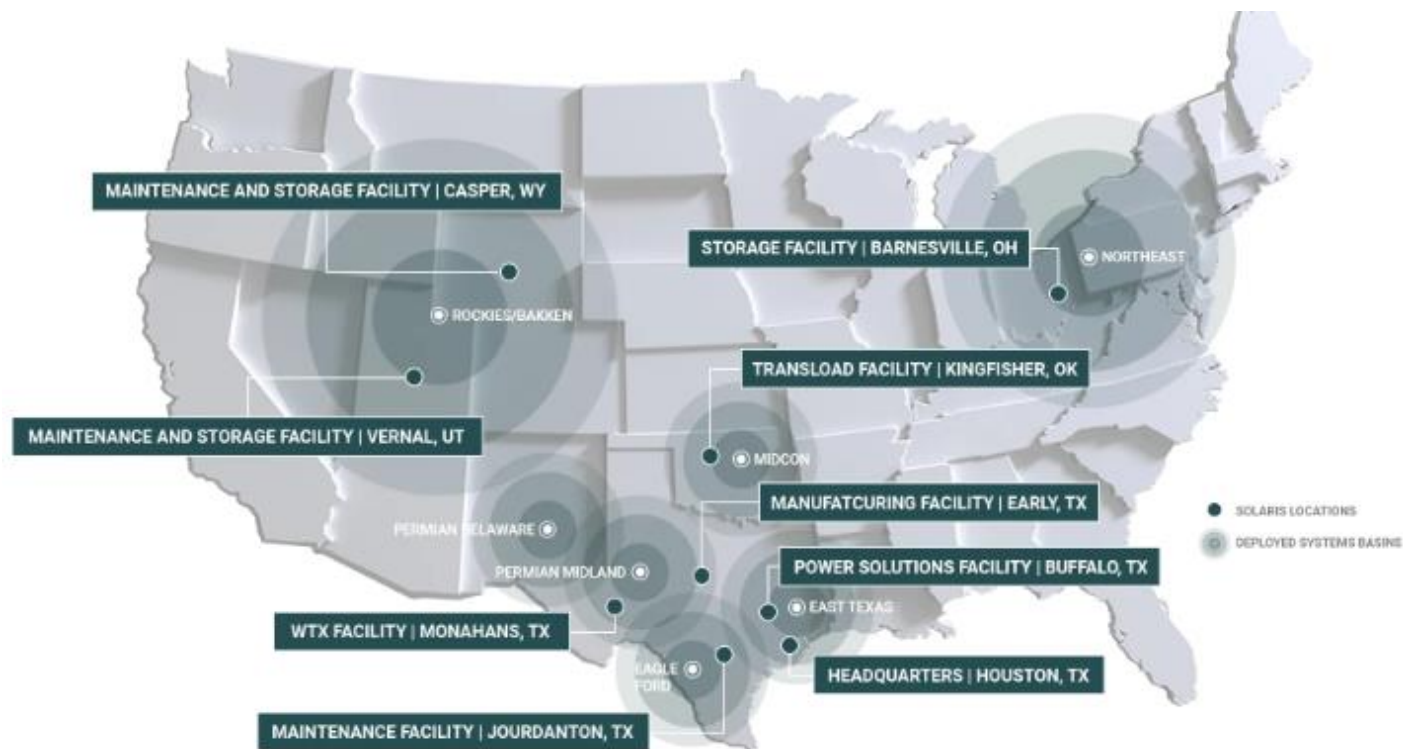 MAINTENANCE AND STORAGE FACILITY | CASPER, WY
STORAGE FACILITY | BARNESVILLE, OH
NORTHEAST
ROCKIES/BAKKEN
TRANSLOAD FACILITY | KINGFISHER, OK
MAINTENANCE AND STORAGE FACILITY | VERNAL, UT
MIDCON
MANUFATCURING FACILITY | EARLY, TX
SOLARIS LOCATIONS
PERMIAN DELAWARE
DEPLOYED SYSTEMS BASINS
PERMIAN MIDLAND
POWER SOLUTIONS FACILITY | BUFFALO, TX
EAST TEXAS
WTX FACILITY | MONAHANS, TX
EAGLE
FORD
HEADQUARTERS | HOUSTON, TX
MAINTENANCE FACILITY | JOURDANTON, TX